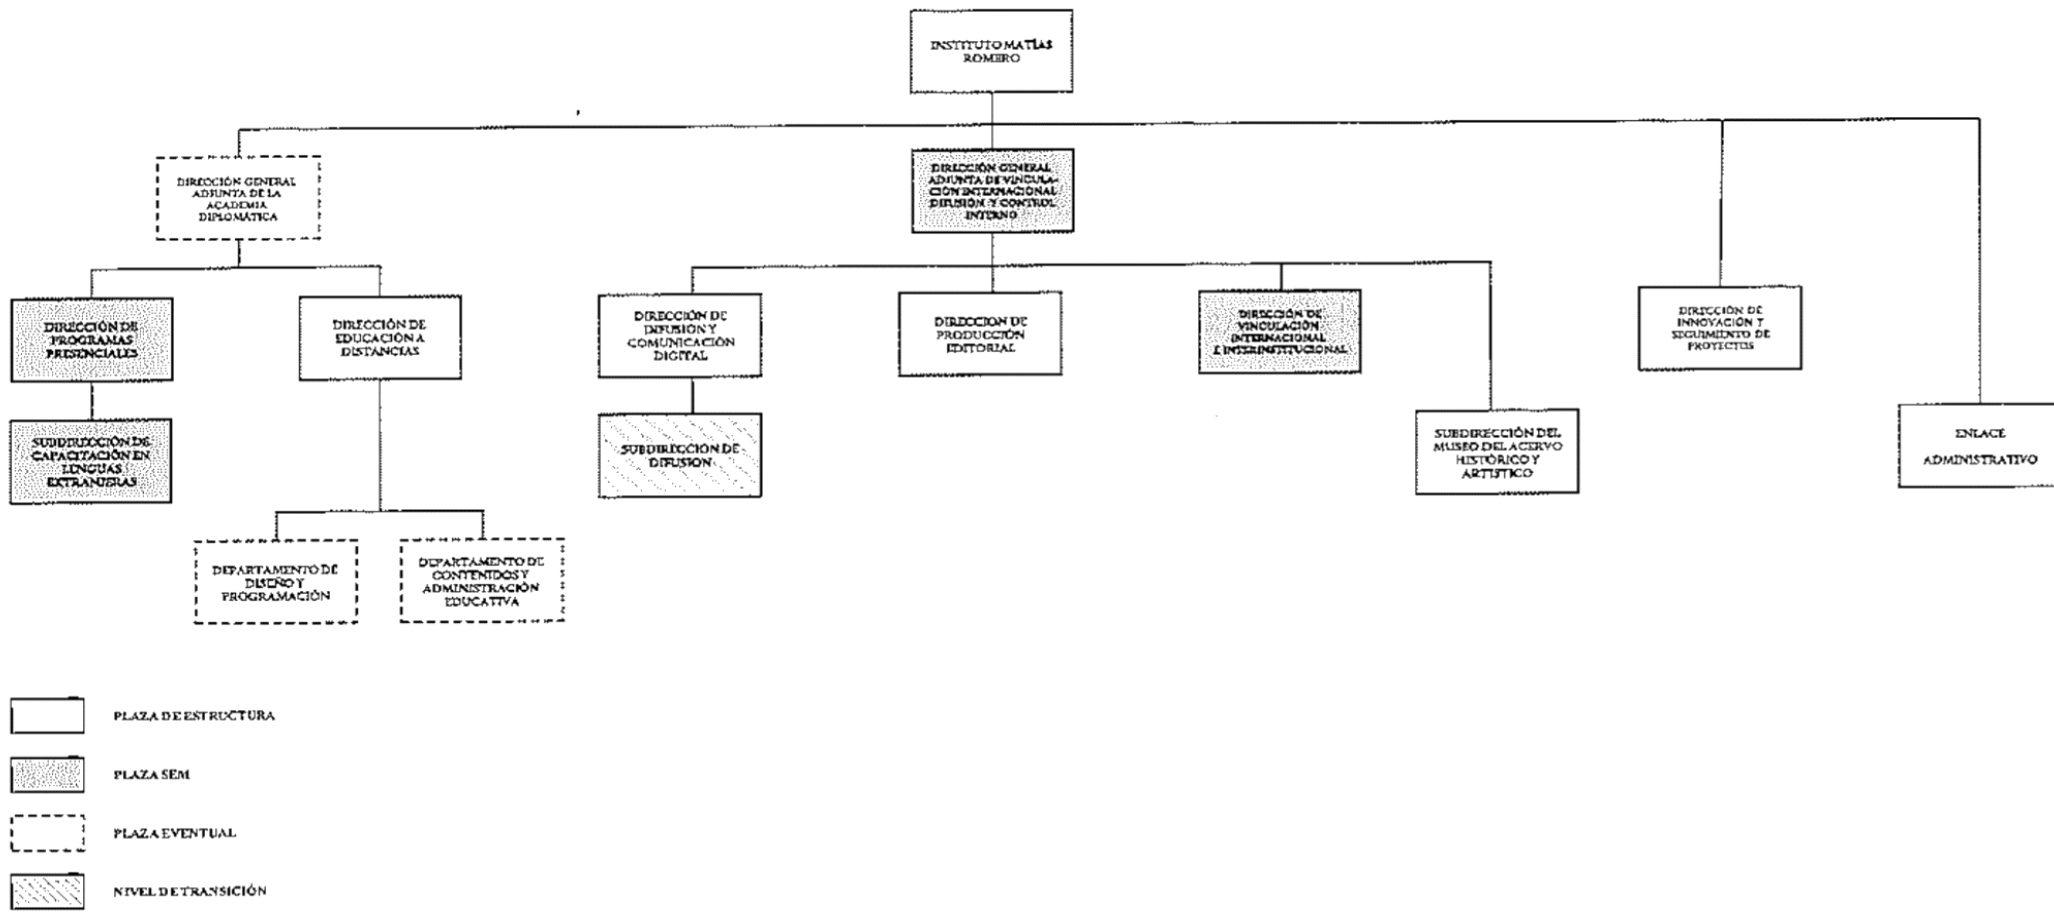 INSTITUTO MATÍAS
ROMERO
DIRECCIÓN GENERAL
ADJUNTA DE LA
ACADEMIA
DIPLOMÁTICA
DIRECCIÓN GENERAL
ADJUNTA DE VINCULA-
CIÓN INTERNACIONAL
DIFUSIÓN Y CONTROL
INTERNO
DIRECCIÓN DE
PROGRAMAS
PRESENCIALES
DIRECCIÓN DE
EDUCACIÓN A
DISTANCIAS
DIRECCIÓN DE
DIFUSIÓN Y
COMUNICACIÓN
DIGITAL
DIRECCION DE
PRODUCCIÓN
EDITORIAL
DIRECCIÓN DE
VINCULACIÓN
INTERNACIONAL
E INTERINSTITUCIONAL
DIRECCIÓN DE
INNOVACIÓN Y
SEGUIMIENTO DE
PROYECTOS
SUBDIRECCIÓN DE
CAPACITACIÓN EN
LENGUAS
EXTRANJERAS
SUBDIRECCIÓN DE
DIFUSION
SUBDIRECCIÓN DEL
MUSEO DEL ACERVO
HISTÓRICO Y
ARTISTICO
ENLACE
ADMINISTRATIVO
DEPARTAMENTO DE
DISEÑO Y
PROGRAMACIÓN
DEPARTAMENTO DE
CONTENIDOS Y
ADMINISTRACIÓN
EDUCATIVA
PLAZA DE ESTRUCTURA
PLAZA SEM
PLAZA EVENTUAL
NIVEL DE TRANSICIÓN